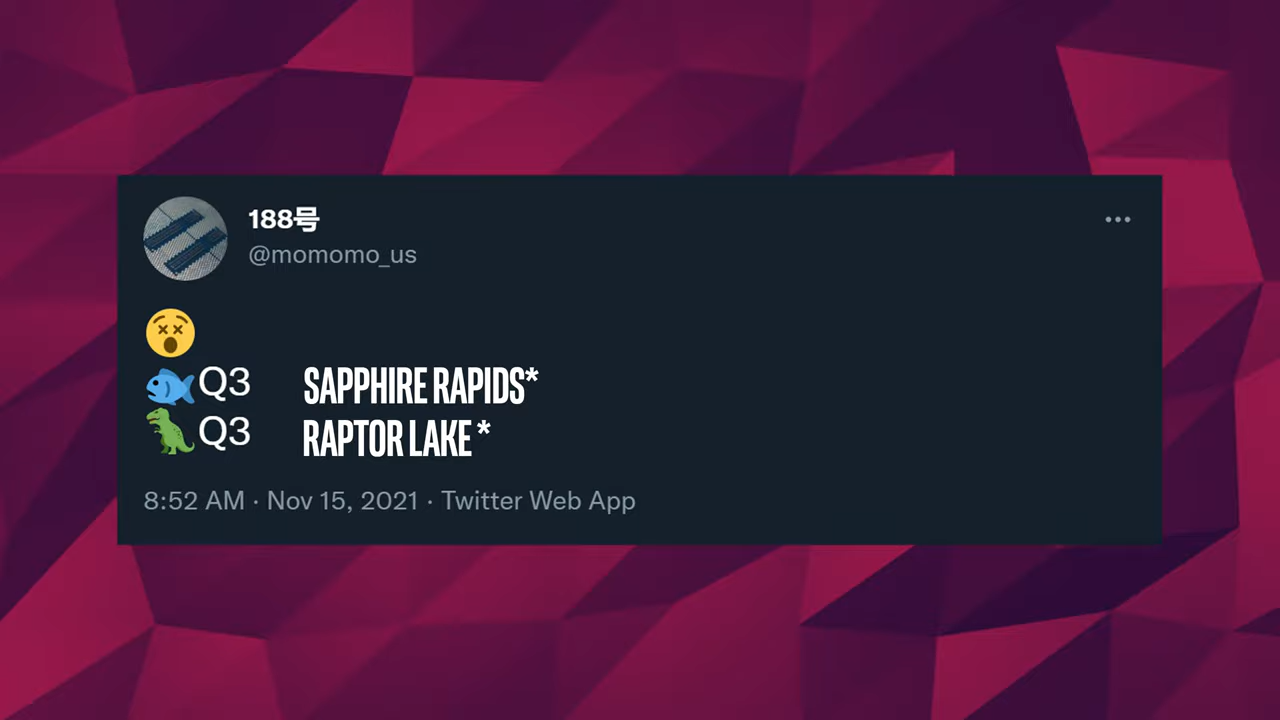 188号
@momomo_us
😵
🐟Q3 SAPPHIRE RAPIDS*
🦖Q3 RAPTOR LAKE *
8:52 AM · Nov 15, 2021 · Twitter Web App